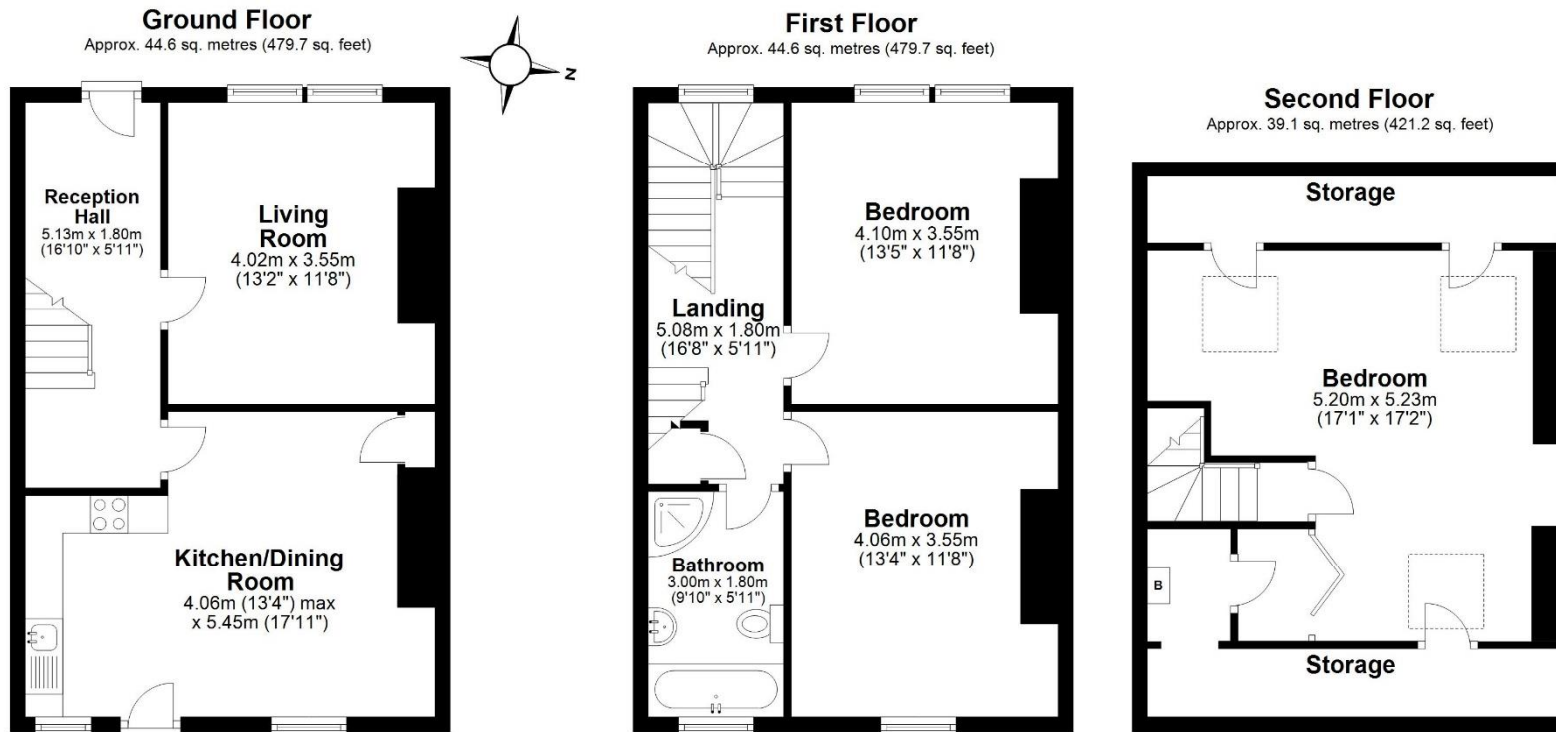 Ground Floor
Approx. 44.6 sq. metres (479.7 sq. feet)
N
Reception
Hall
5.13m x 1.80m
(16'10" x 5'11")
Living
Room
4.02m x 3.55m
(13'2" x 11'8")
Kitchen/Dining
Room
4.06m (13'4") max
x 5.45m (17'11")
First Floor
Approx. 44.6 sq. metres (479.7 sq. feet)
Bedroom
4.10m x 3.55m
(13'5" x 11'8")
Landing
5.08m x 1.80m
(16'8" x 5'11")
Bedroom
4.06m x 3.55m
(13'4" x 11'8")
Bathroom
3.00m x 1.80m
(9'10" x 5'11")
Second Floor
Approx. 39.1 sq. metres (421.2 sq. feet)
Storage
Bedroom
5.20m x 5.23m
(17'1" x 17'2")
B
Storage